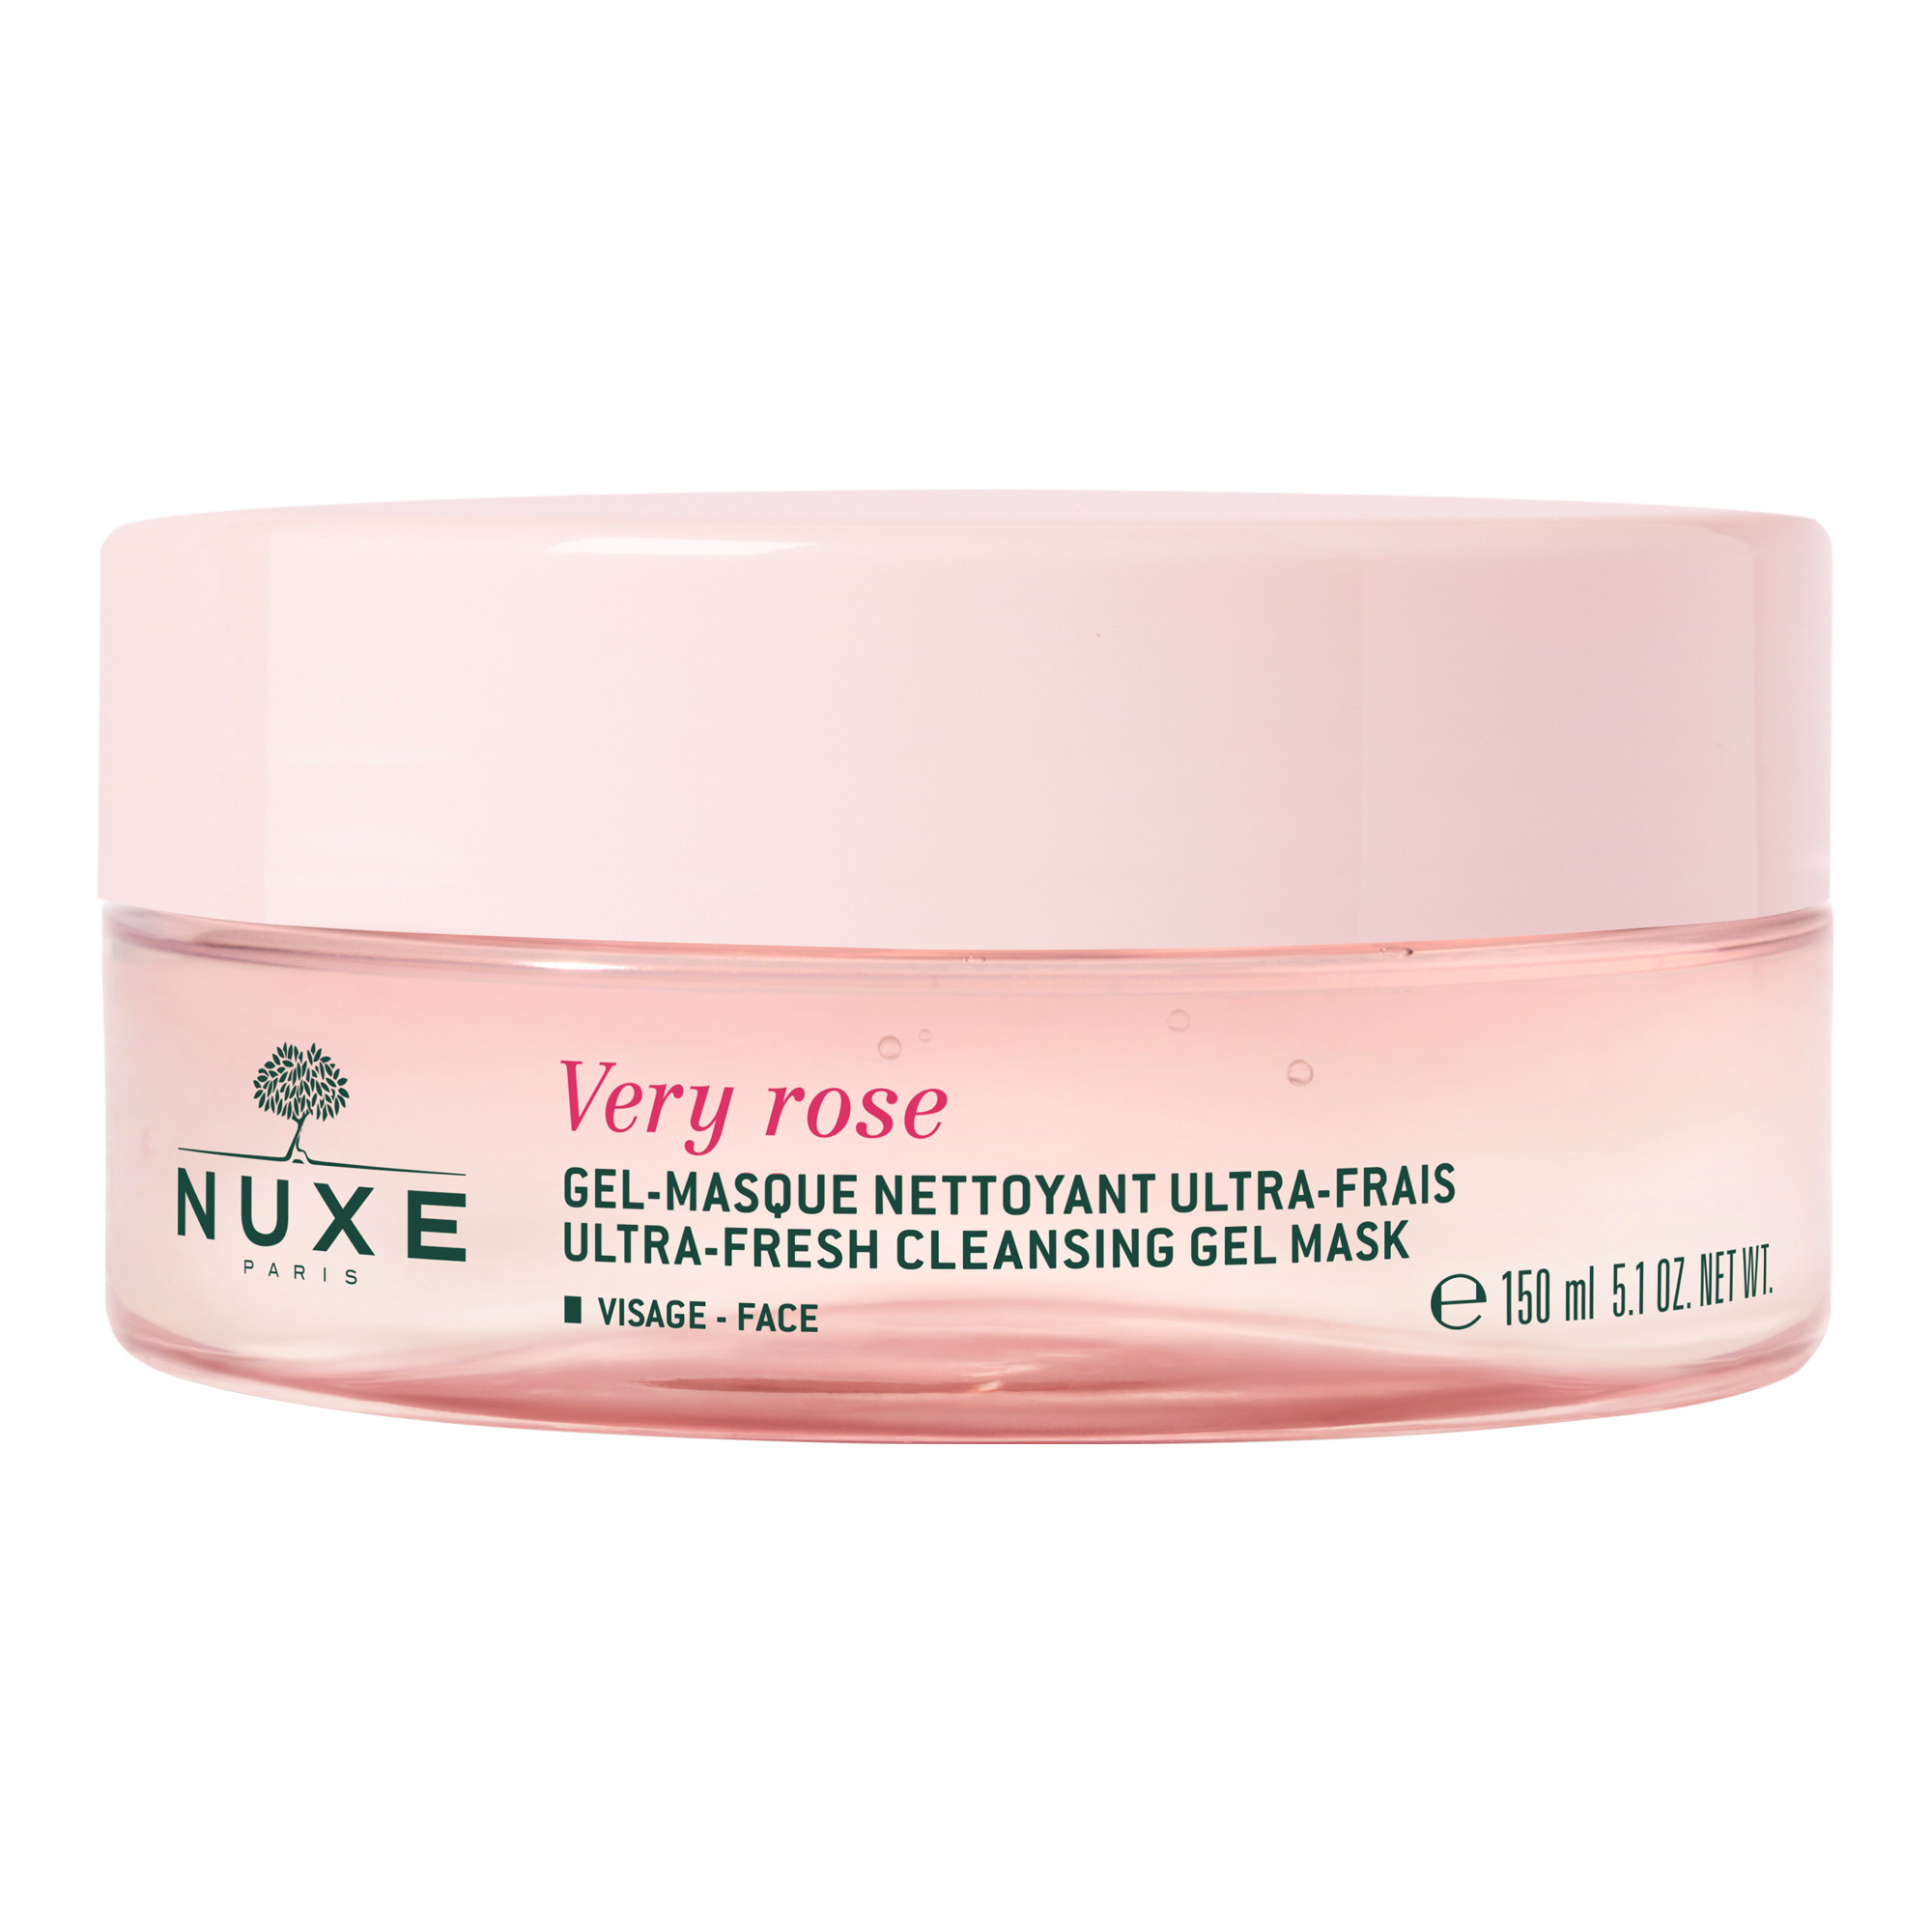 NUXE
PARIS
Very rose
GEL-MASQUE NETTOYANT ULTRA-FRAIS
ULTRA-FRESH CLEANSING GEL MASK
VISAGE - FACE
℮ 150 ml 5.1 OZ. NET WT.